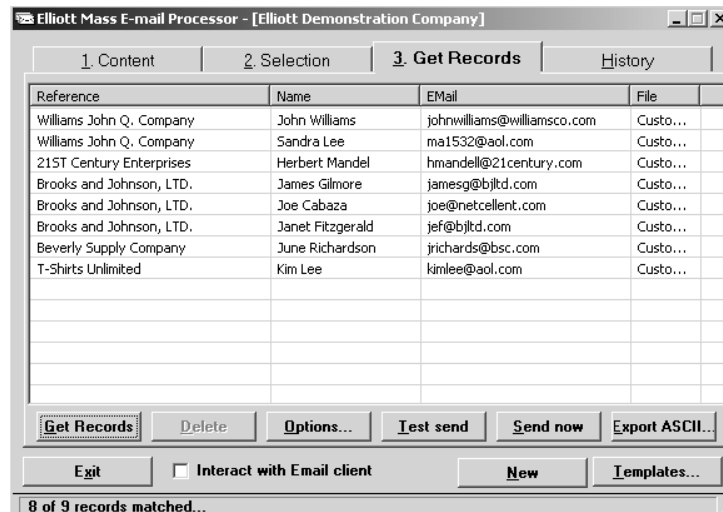 Elliott Mass E-mail Processor - [Elliott Demonstration Company]
1. Content 2. Selection 3. Get Records History
Reference Name EMail File
Williams John Q. Company John Williams johnwilliams@williamsco.com Custo...
Williams John Q. Company Sandra Lee ma1532@aol.com Custo...
21ST Century Enterprises Herbert Mandel hmandell@21century.com Custo...
Brooks and Johnson, LTD. James Gilmore jamesg@bjltd.com Custo...
Brooks and Johnson, LTD. Joe Cabaza joe@netcellent.com Custo...
Brooks and Johnson, LTD. Janet Fitzgerald jef@bjltd.com Custo...
Beverly Supply Company June Richardson jrichards@bsc.com Custo...
T-Shirts Unlimited Kim Lee kimlee@aol.com Custo...
Get Records Delete Options... Test send Send now Export ASCII...
Exit Interact with Email client New Templates...
8 of 9 records matched...